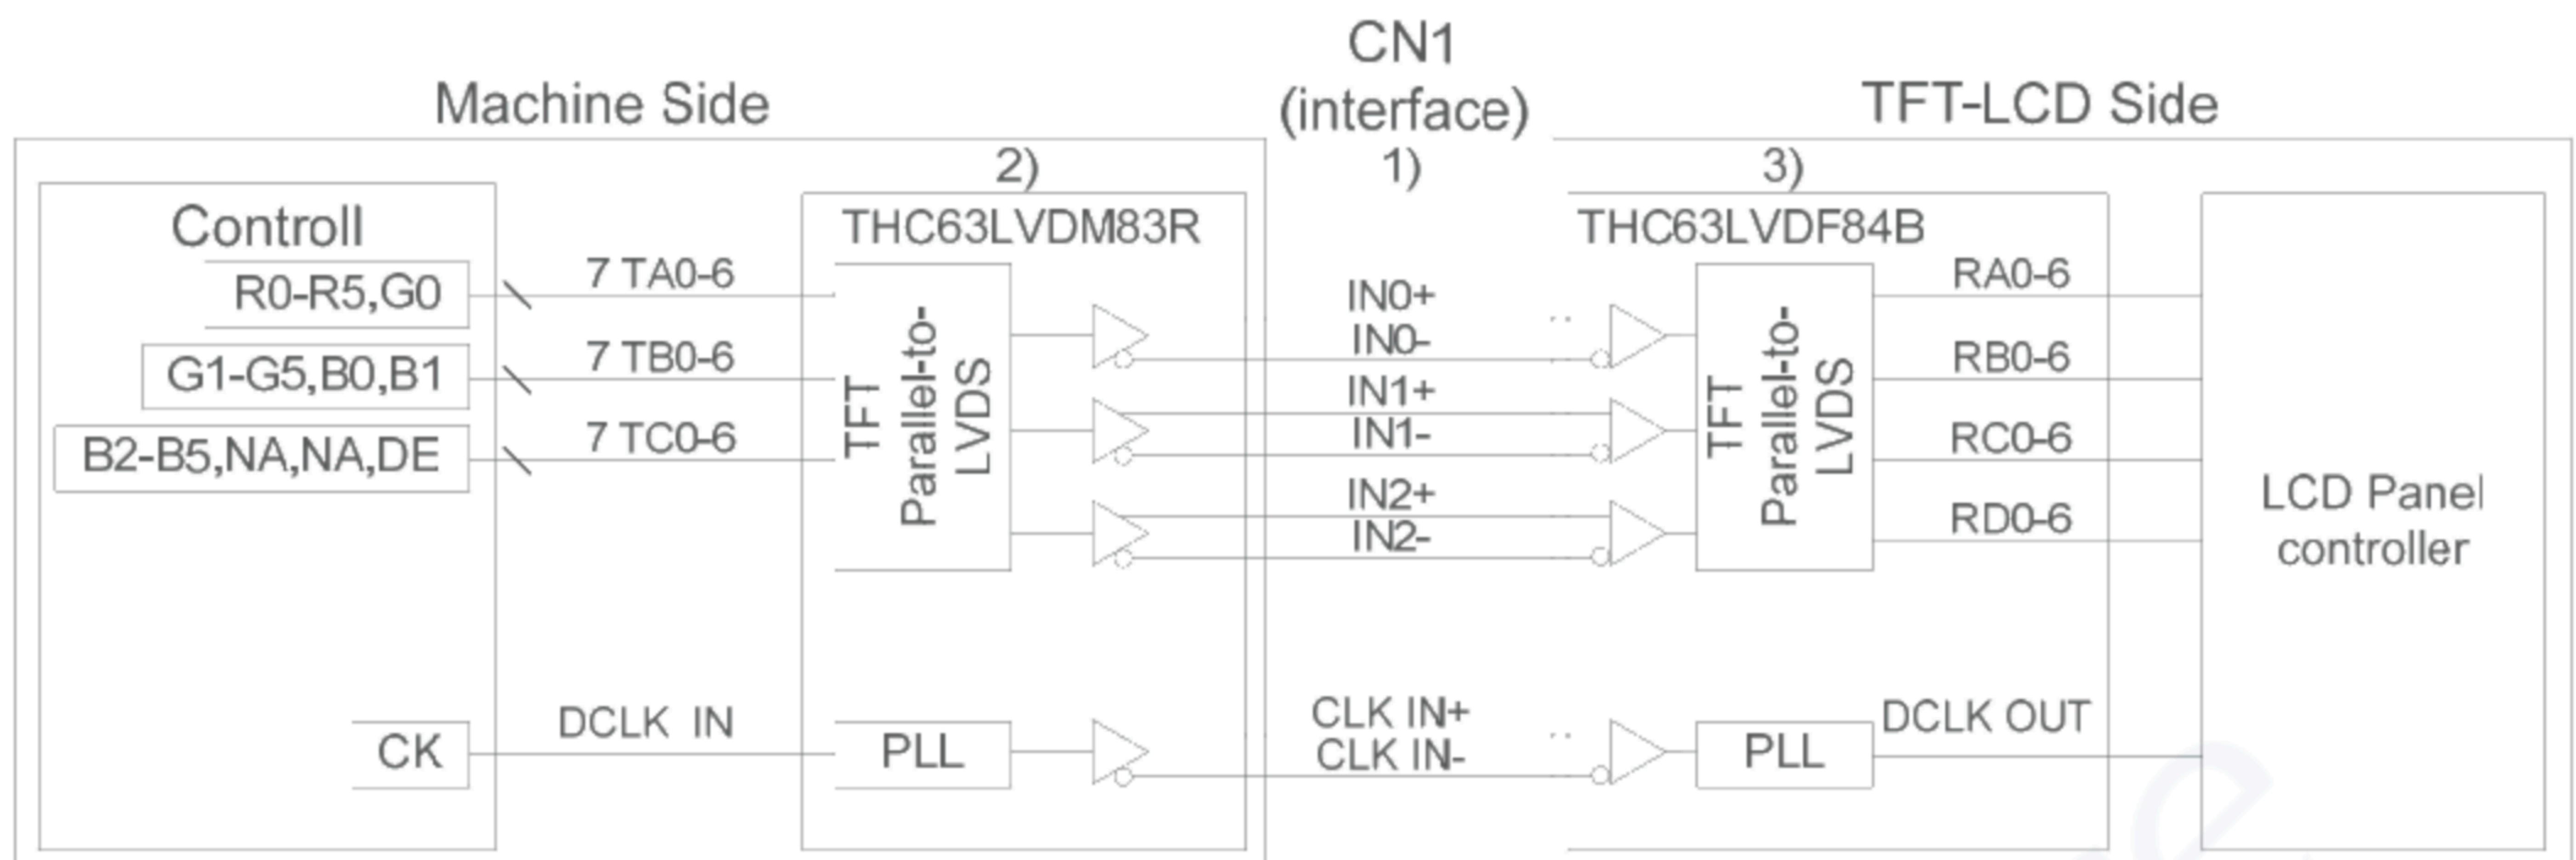 CN1
(interface)
1)
Machine Side
TFT-LCD Side
2)
3)
Controll
THC63LVDM83R
THC63LVDF84B
R0-R5,G0
7 TA0-6
G1-G5,B0,B1
7 TB0-6
B2-B5,NA,NA,DE
7 TC0-6
TFT
Parallel-to-
LVDS
IN0+
IN0-
IN1+
IN1-
IN2+
IN2-
TFT
Parallel-to-
LVDS
RA0-6
RB0-6
RC0-6
RD0-6
LCD Panel
controller
CK
DCLK IN
PLL
CLK IN+
CLK IN-
PLL
DCLK OUT